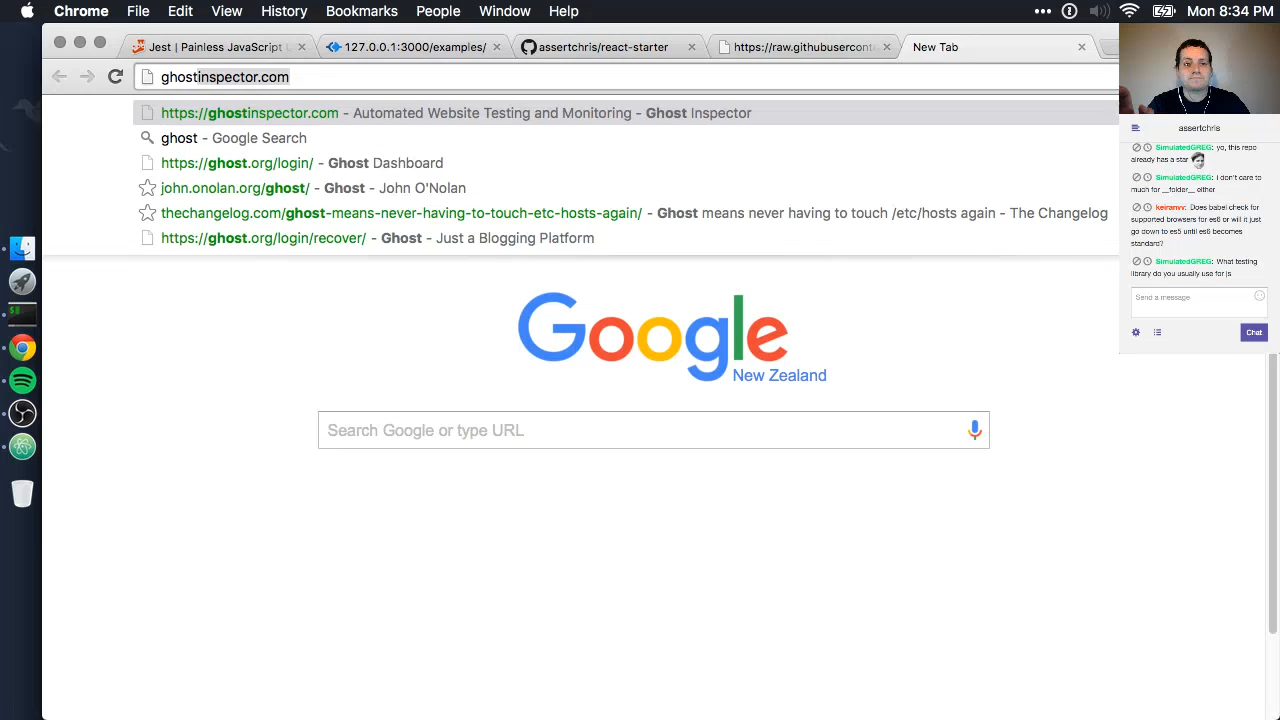 Chrome File Edit View History Bookmarks People Window Help
Mon 8:34 PM
Jest | Painless JavaScript U
127.0.0.1:3000/examples/
assertchris/react-starter
https://raw.githubusercont
New Tab
ghostinspector.com
https://ghostinspector.com - Automated Website Testing and Monitoring - Ghost Inspector
ghost - Google Search
https://ghost.org/login/ - Ghost Dashboard
john.onolan.org/ghost/ - Ghost - John O'Nolan
thechangelog.com/ghost-means-never-having-to-touch-etc-hosts-again/ - Ghost means never having to touch /etc/hosts again - The Changelog
https://ghost.org/login/recover/ - Ghost - Just a Blogging Platform
Google
New Zealand
Search Google or type URL
assertchris
SimulatedGREG: yo, this repo
already has a star
SimulatedGREG: I don't care to
much for __folder__ either
keiranvv: Does babel check for
supported browsers for es6 or will it just
go down to es5 until es6 becomes
standard?
SimulatedGREG: What testing
library do you usually use for js
Send a message
Chat